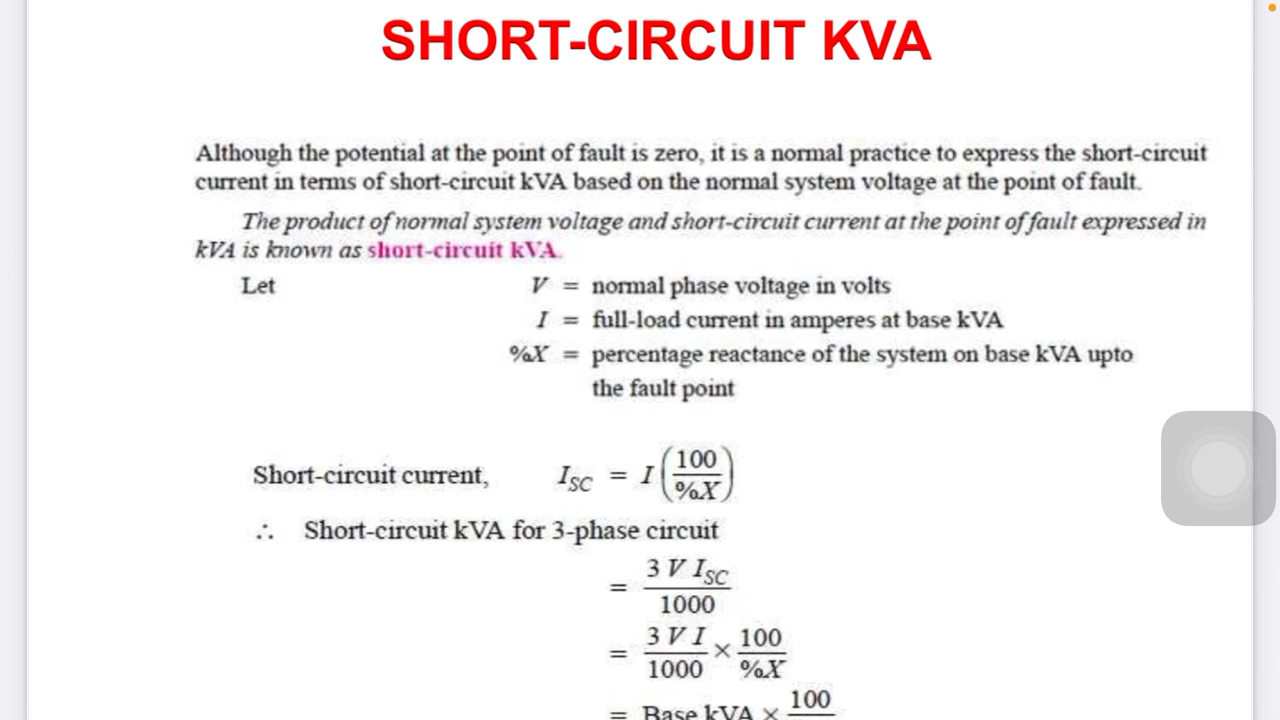 SHORT-CIRCUIT KVA
Although the potential at the point of fault is zero, it is a normal practice to express the short-circuit
current in terms of short-circuit kVA based on the normal system voltage at the point of fault.
The product of normal system voltage and short-circuit current at the point of fault expressed in
kVA is known as short-circuit kVA.
Let V = normal phase voltage in volts
I = full-load current in amperes at base kVA
%X = percentage reactance of the system on base kVA upto
the fault point
Short-circuit current, I_SC = I(100/%X)
∴ Short-circuit kVA for 3-phase circuit
= 3 V I_SC/1000
= 3 V I/1000 × 100/%X
= Base kVA × 100